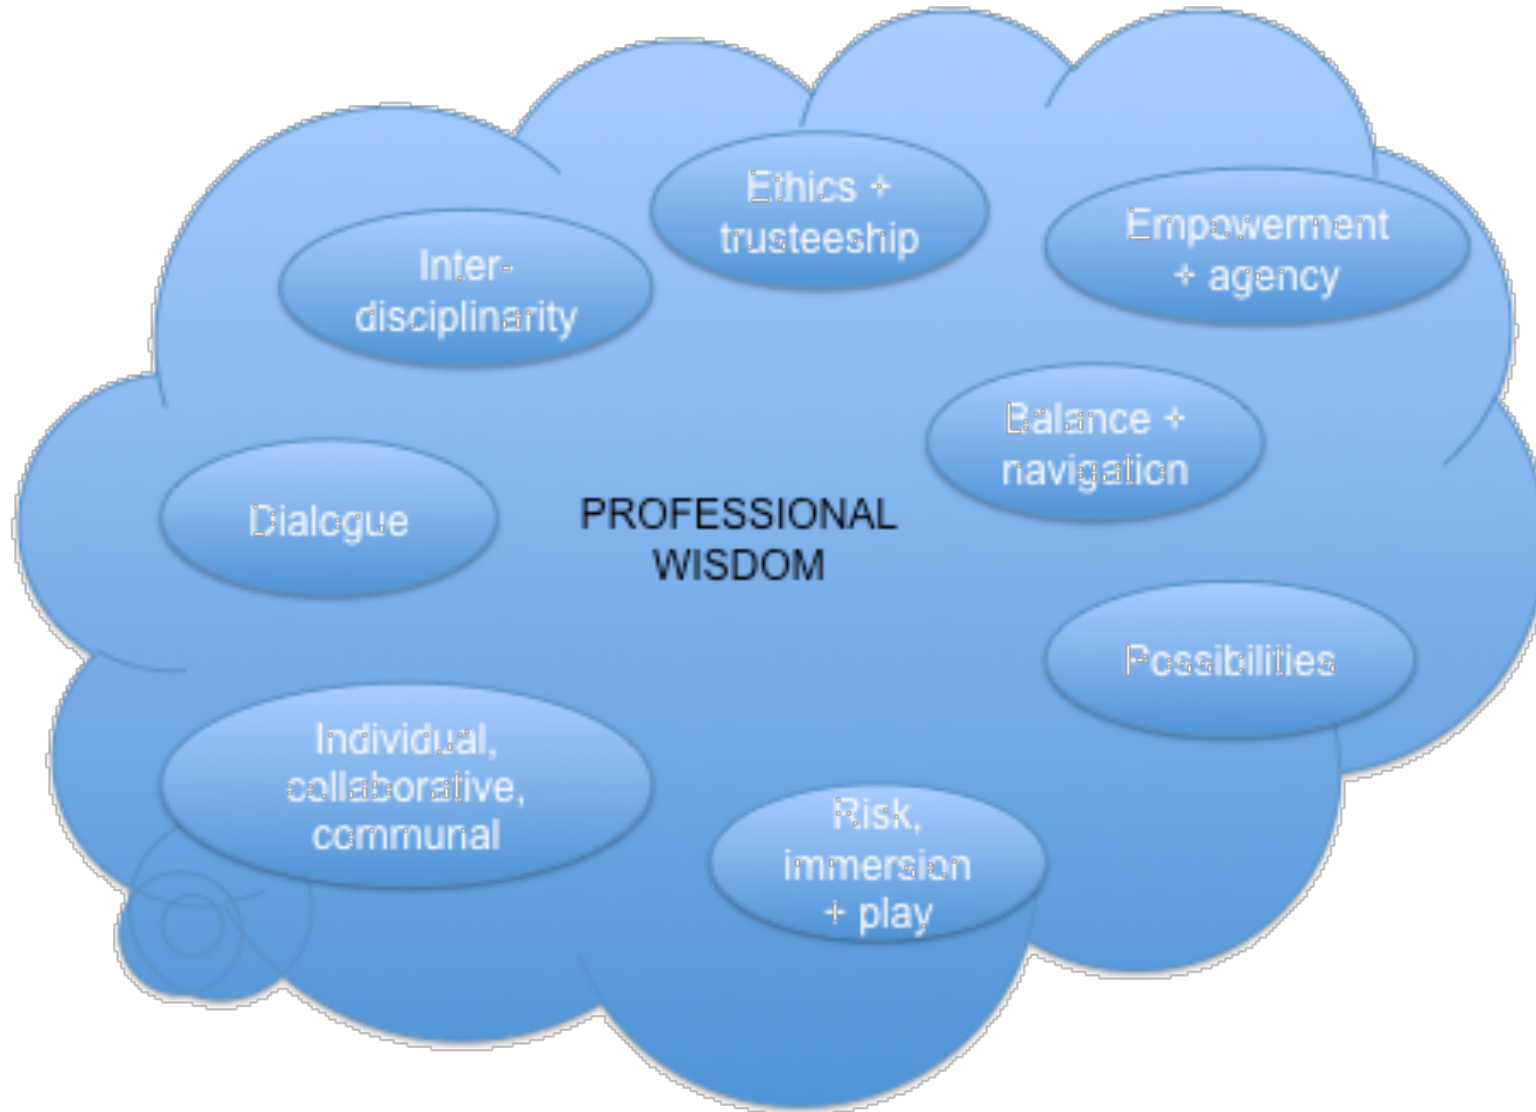 Ethics +
trusteeship
Empowerment
+ agency
Inter-
disciplinarity
Balance +
navigation
Dialogue
PROFESSIONAL
WISDOM
Possibilities
Individual,
collaborative,
communal
Risk,
immersion
+ play